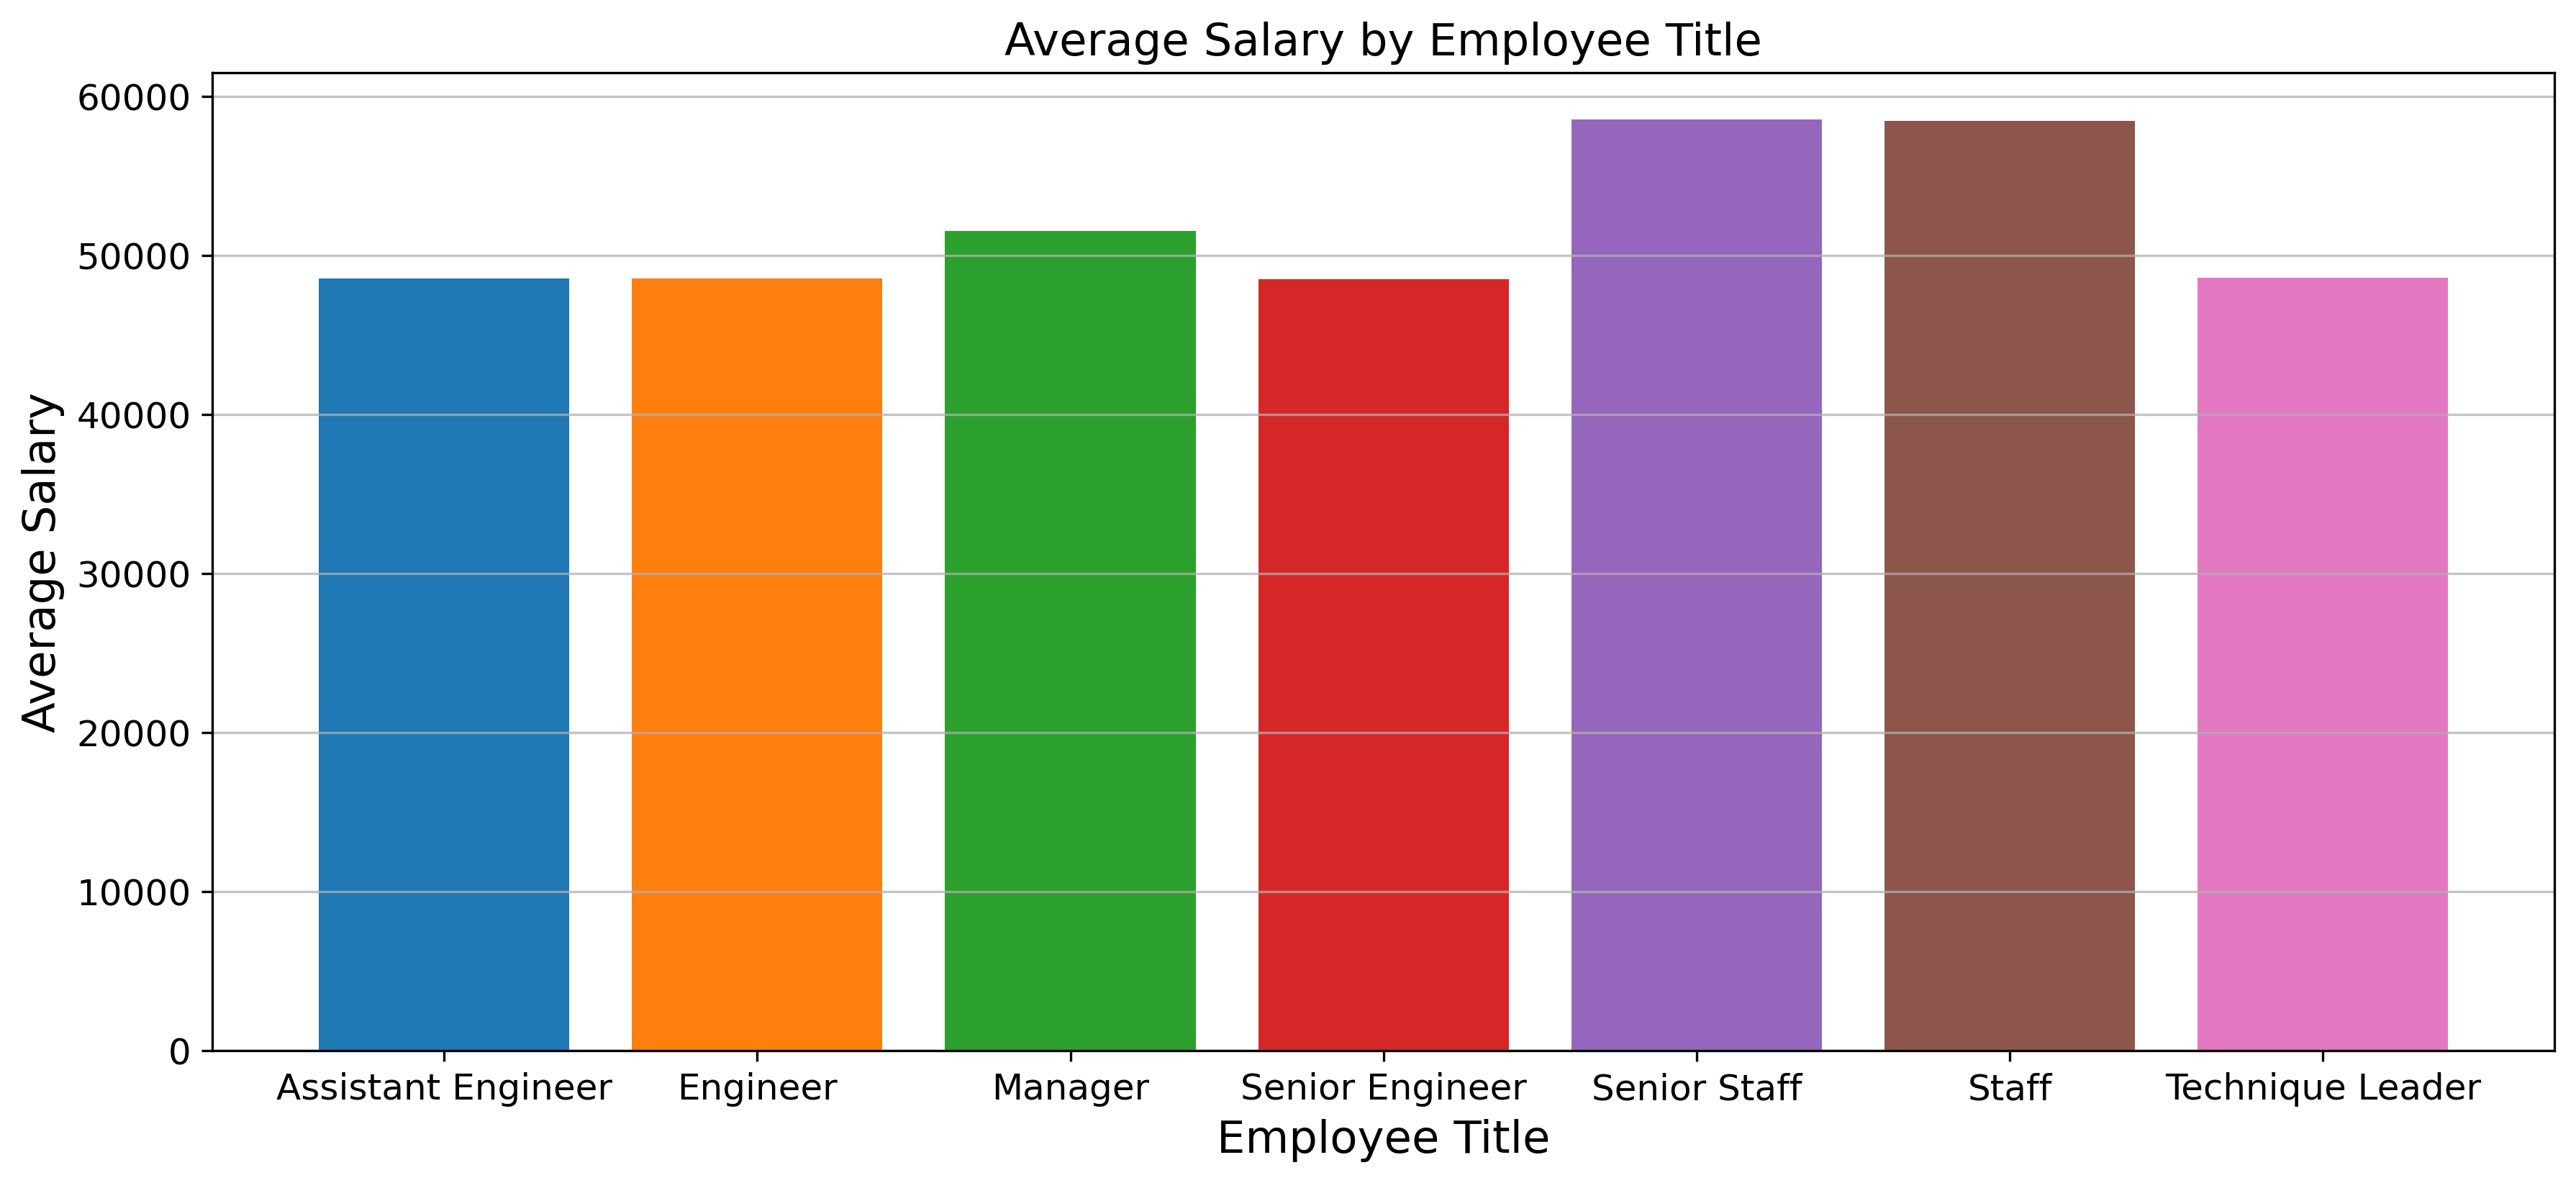 Average Salary by Employee Title
Average Salary
60000
50000
40000
30000
20000
10000
0
Assistant Engineer Engineer Manager Senior Engineer Senior Staff Staff Technique Leader
Employee Title